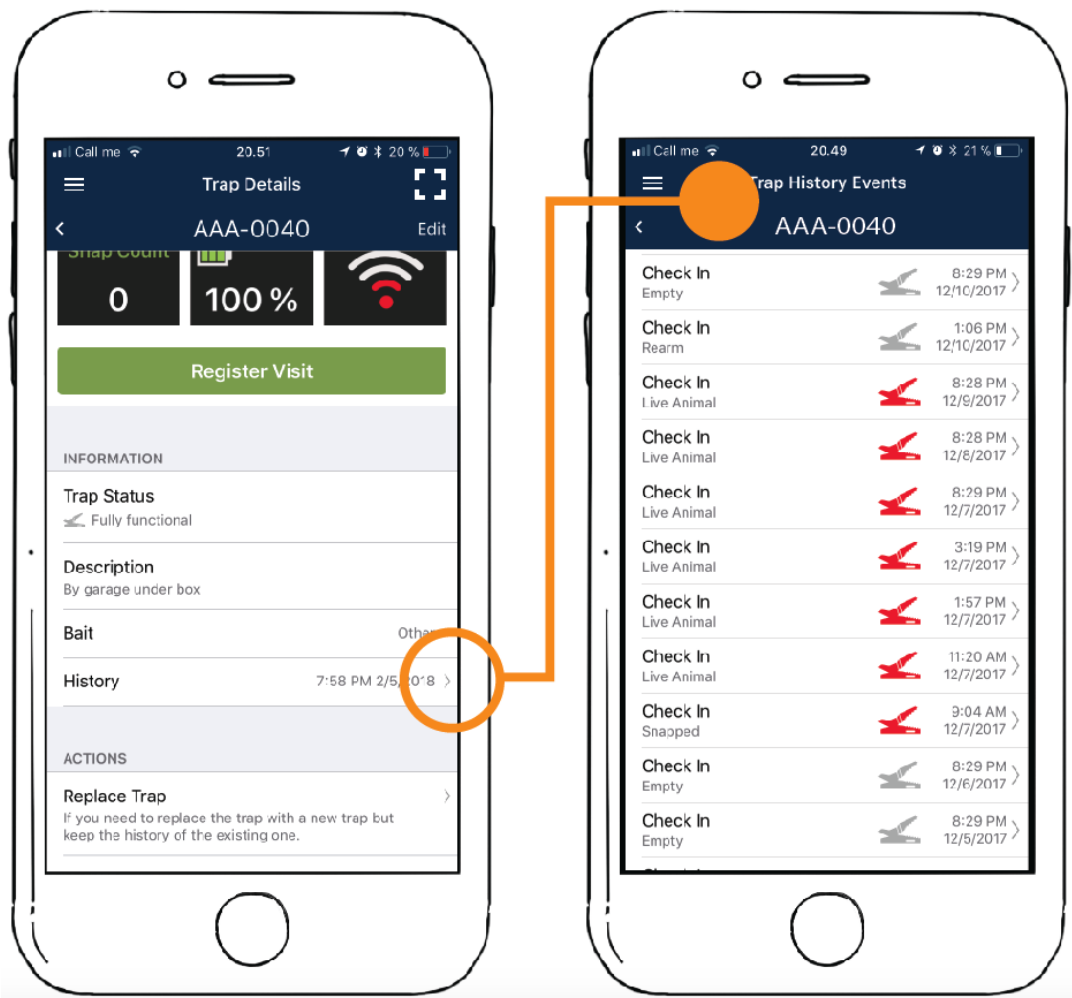 Call me
20.51
20 %
Trap Details
AAA-0040
Edit
Snap Count
0
100 %
Register Visit
INFORMATION
Trap Status
Fully functional
Description
By garage under box
Bait
Other
History
7:58 PM 2/5/2018
ACTIONS
Replace Trap
If you need to replace the trap with a new trap but
keep the history of the existing one.
Call me
20.49
21 %
Trap History Events
AAA-0040
Check In
8:29 PM
Empty
12/10/2017
Check In
1:06 PM
Rearm
12/10/2017
Check In
8:28 PM
Live Animal
12/9/2017
Check In
8:28 PM
Live Animal
12/8/2017
Check In
8:29 PM
Live Animal
12/7/2017
Check In
3:19 PM
Live Animal
12/7/2017
Check In
1:57 PM
Live Animal
12/7/2017
Check In
11:20 AM
Live Animal
12/7/2017
Check In
9:04 AM
Snapped
12/7/2017
Check In
8:29 PM
Empty
12/6/2017
Check In
8:29 PM
Empty
12/5/2017